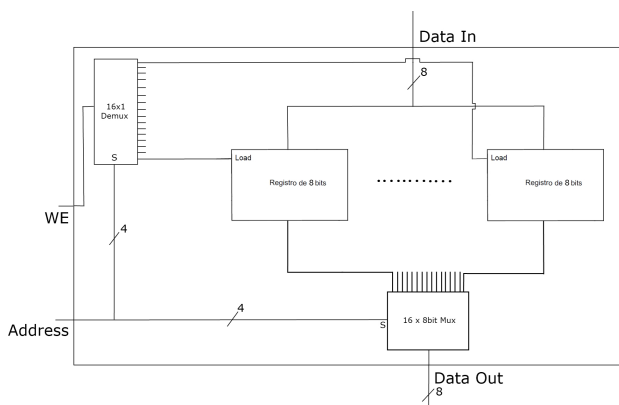 Data In
8
16x1
Demux
S
Load
Registro de 8 bits
Load
Registro de 8 bits
WE
4
4
Address
S
16 x 8bit Mux
Data Out
8